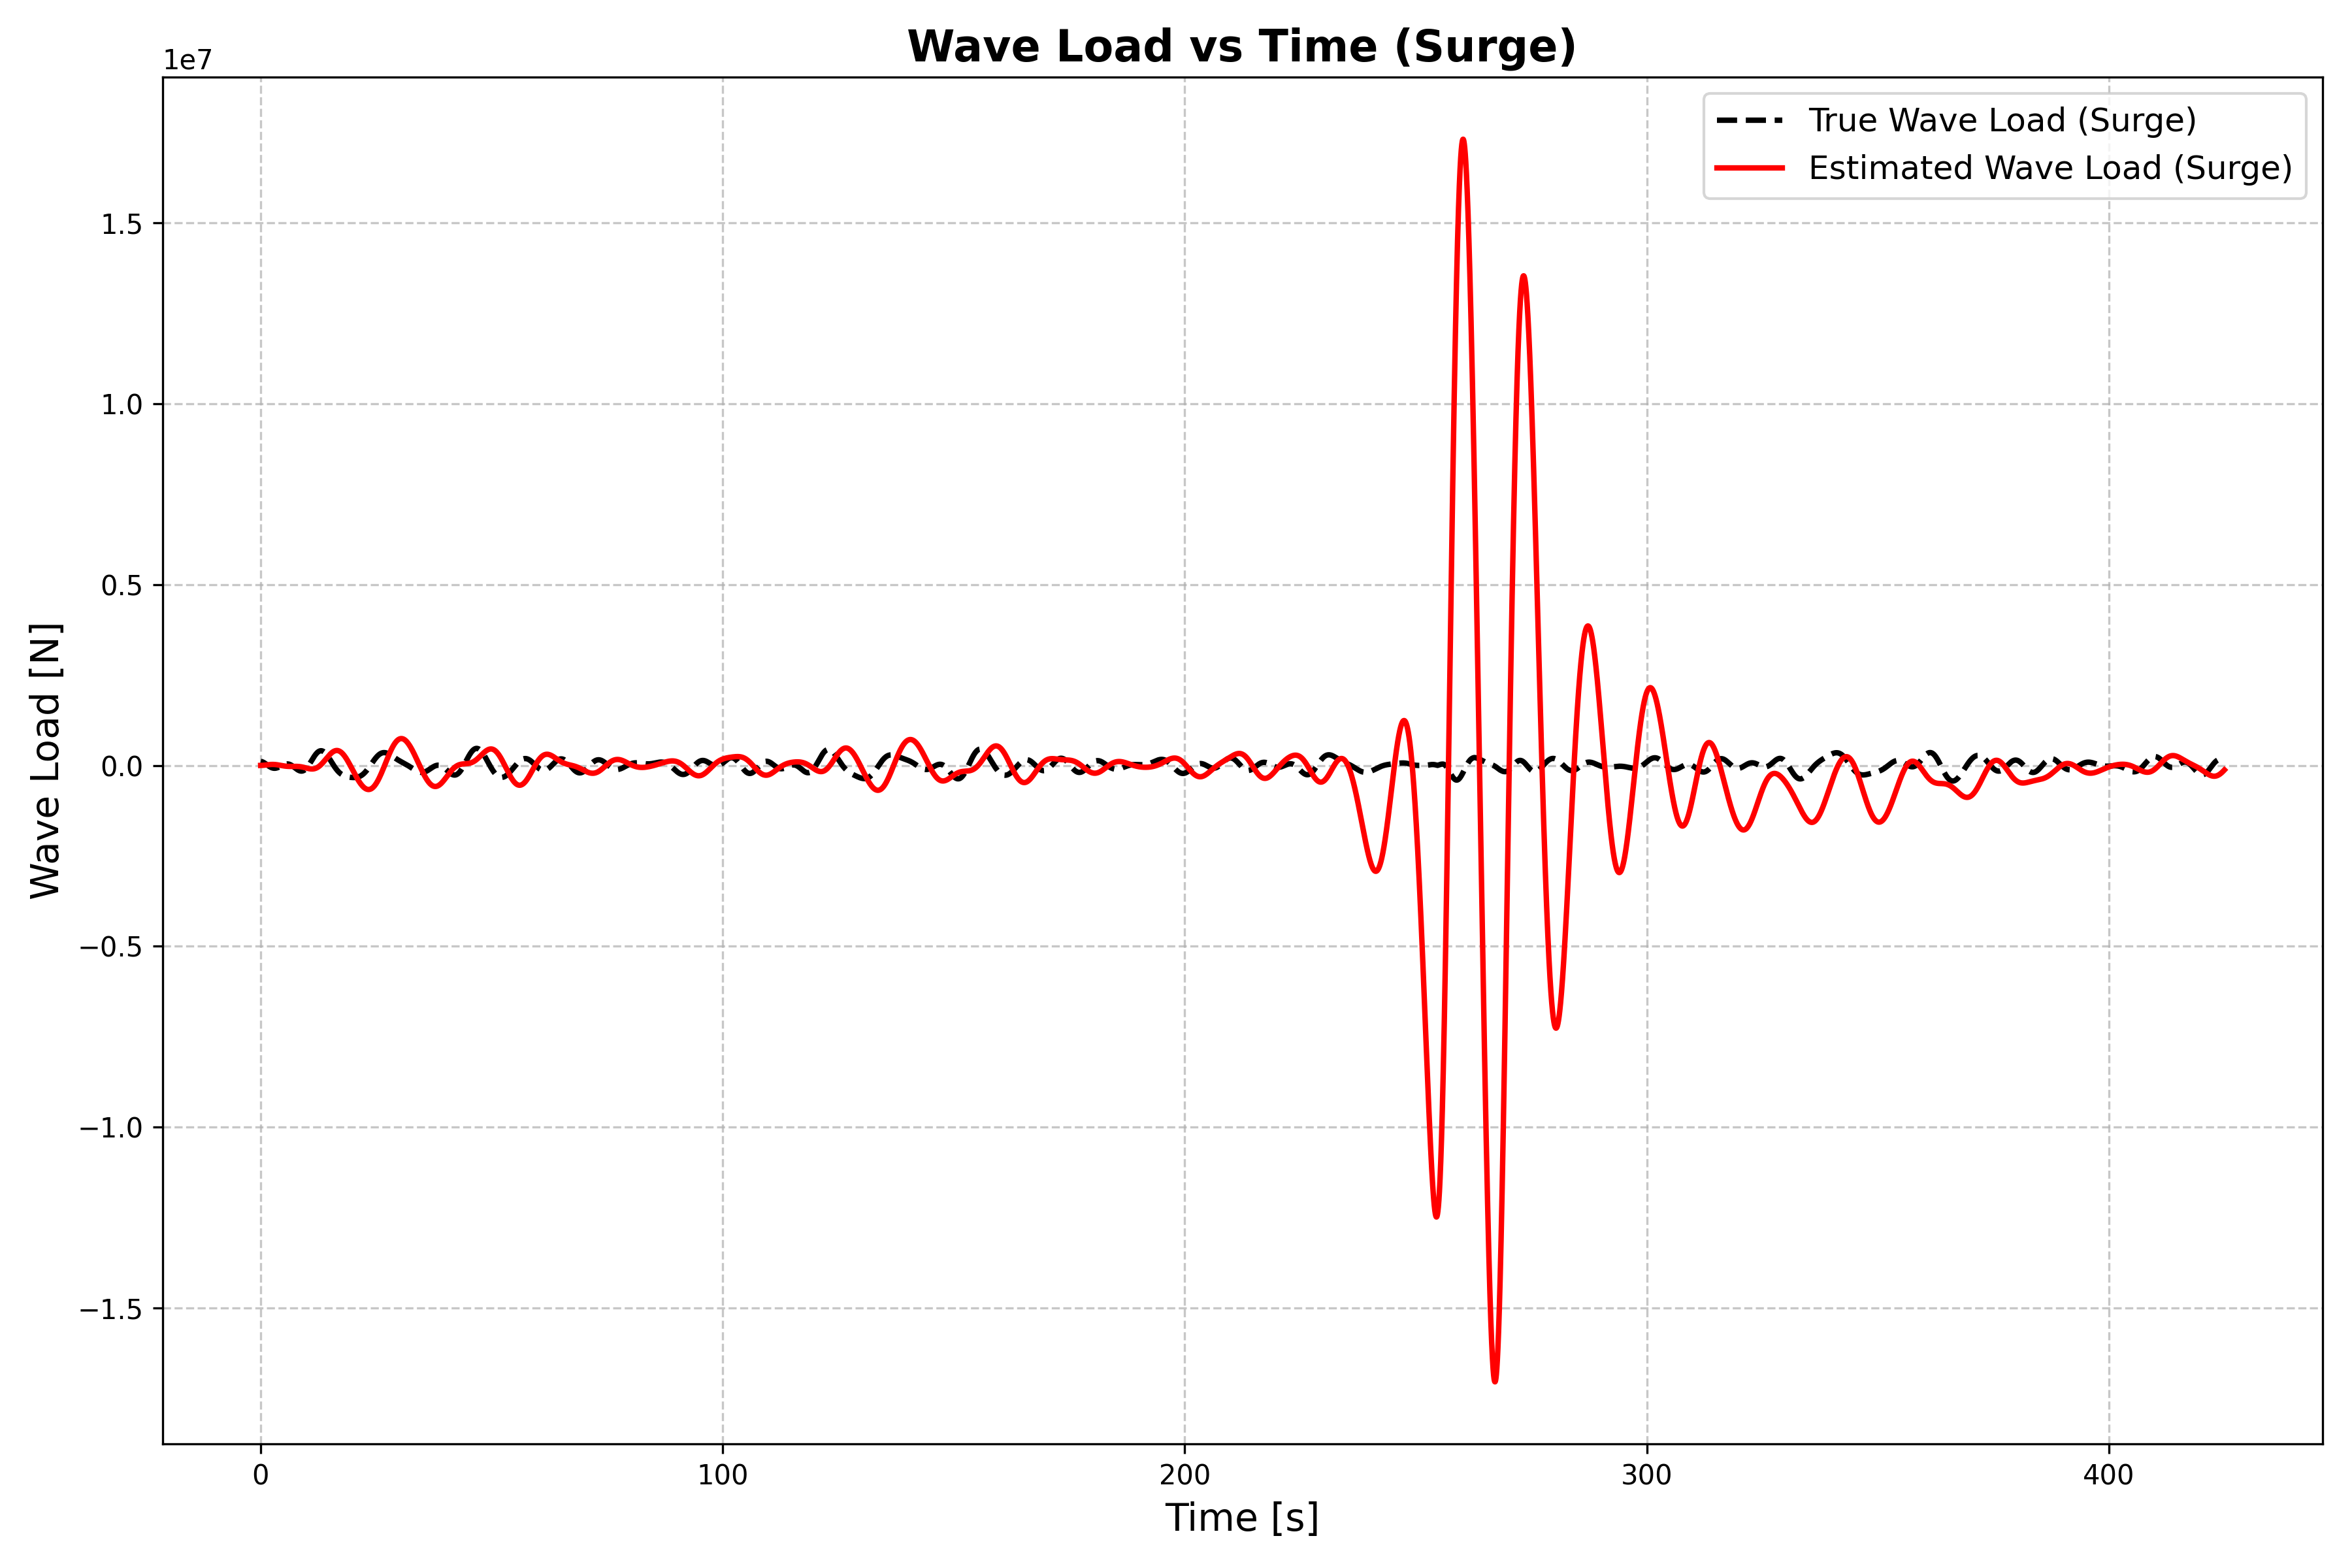 Wave Load vs Time (Surge)
1e7
True Wave Load (Surge)
Estimated Wave Load (Surge)
1.5
1.0
0.5
0.0
−0.5
−1.0
−1.5
Wave Load [N]
0 100 200 300 400
Time [s]